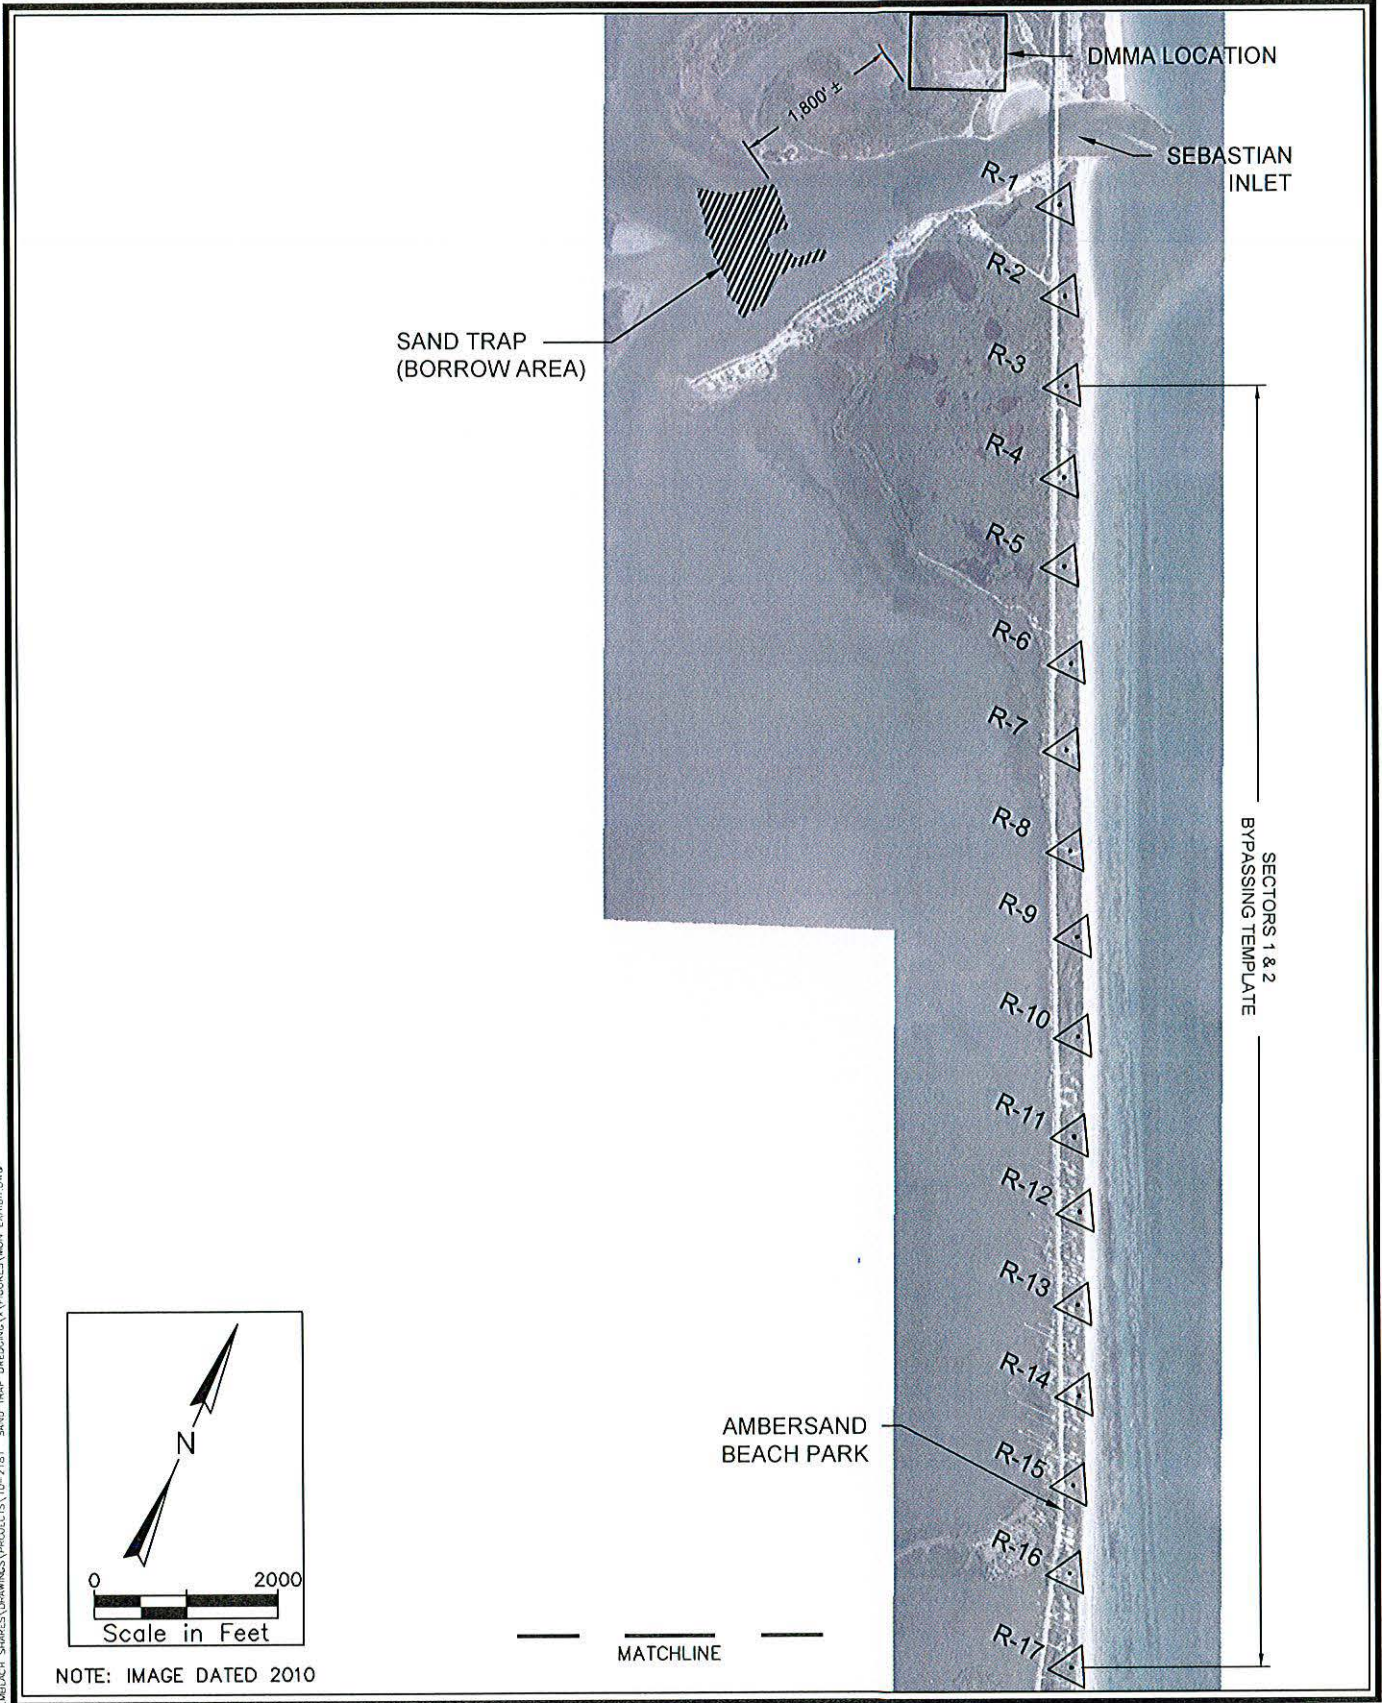 DMMA LOCATION
1,800' ±
SEBASTIAN
INLET
R-1
R-2
SAND TRAP
(BORROW AREA)
R-3
R-4
R-5
R-6
R-7
R-8
SECTORS 1 & 2
BYPASSING TEMPLATE
R-9
R-10
R-11
R-12
R-13
R-14
AMBERSAND
BEACH PARK
R-15
R-16
R-17
N
0 2000
Scale in Feet
MATCHLINE
NOTE: IMAGE DATED 2010